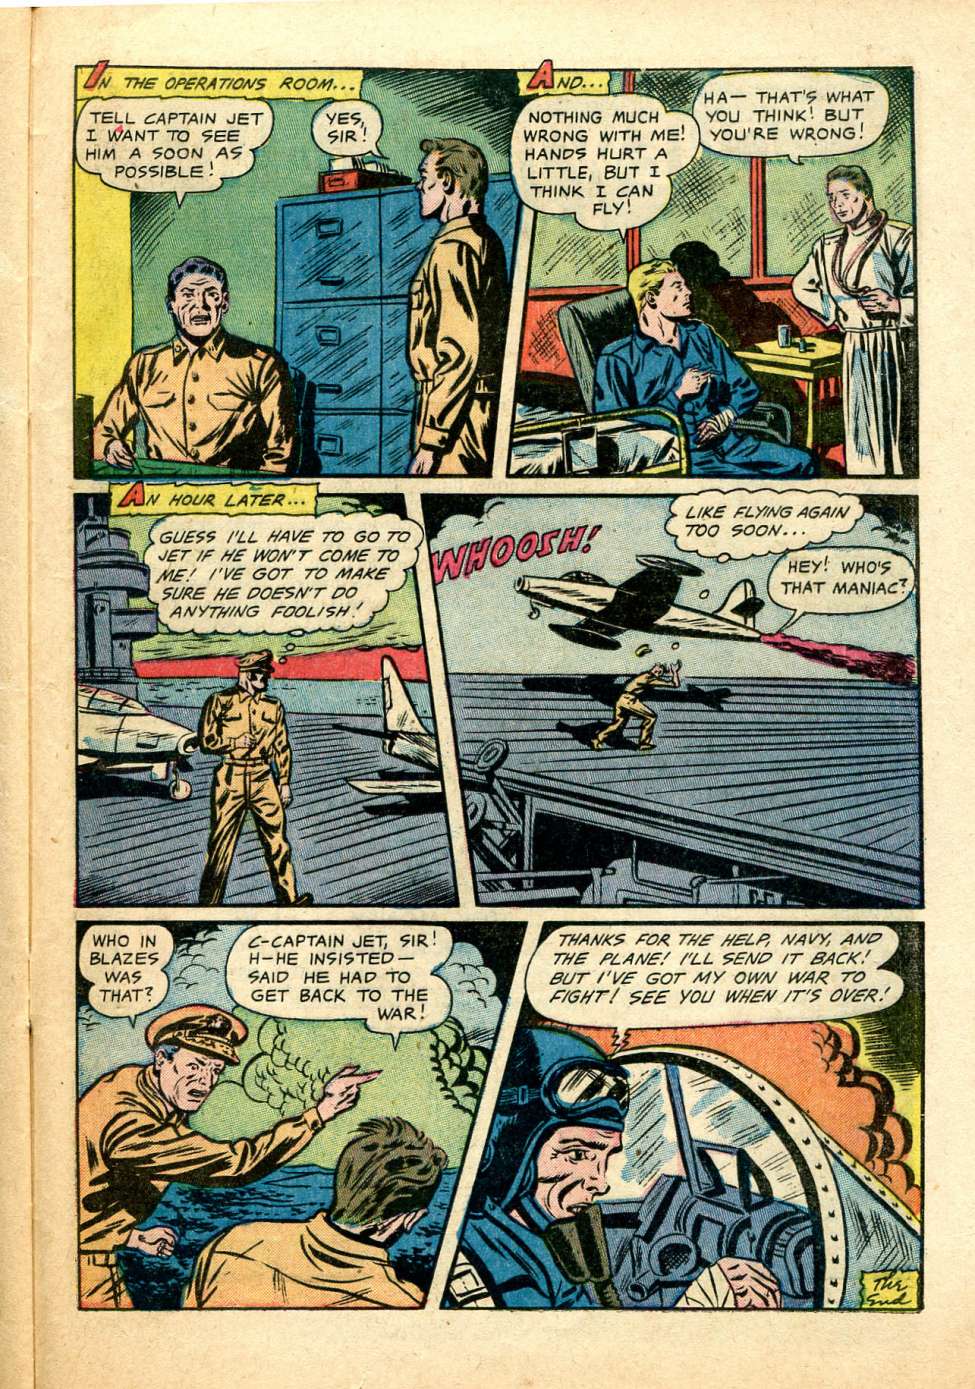 IN THE OPERATIONS ROOM...
TELL CAPTAIN JET
I WANT TO SEE
HIM A SOON AS
POSSIBLE!
YES,
SIR!
AND...
NOTHING MUCH
WRONG WITH ME!
HANDS HURT A
LITTLE, BUT I
THINK I CAN
FLY!
HA— THAT'S WHAT
YOU THINK! BUT
YOU'RE WRONG!
AN HOUR LATER...
GUESS I'LL HAVE TO GO TO
JET IF HE WON'T COME TO
ME! I'VE GOT TO MAKE
SURE HE DOESN'T DO
ANYTHING FOOLISH!
WHOOSH!
LIKE FLYING AGAIN
TOO SOON...
HEY! WHO'S
THAT MANIAC?
WHO IN
BLAZES
WAS
THAT?
C-CAPTAIN JET, SIR!
H-HE INSISTED—
SAID HE HAD TO
GET BACK TO THE
WAR!
THANKS FOR THE HELP, NAVY, AND
THE PLANE! I'LL SEND IT BACK!
BUT I'VE GOT MY OWN WAR TO
FIGHT! SEE YOU WHEN IT'S OVER!
The
End